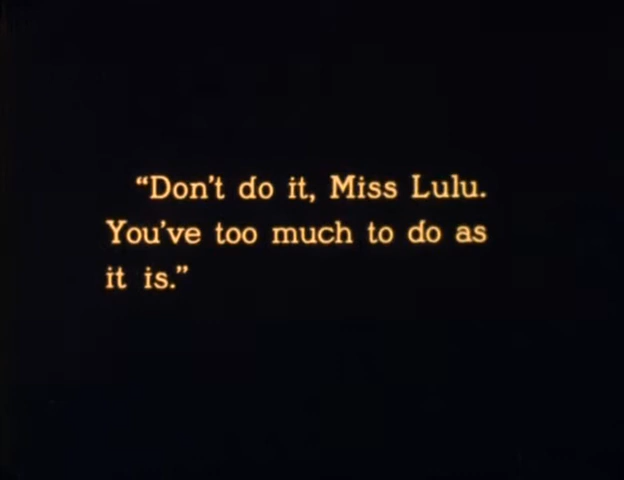 “Don't do it, Miss Lulu.
You've too much to do as
it is.”